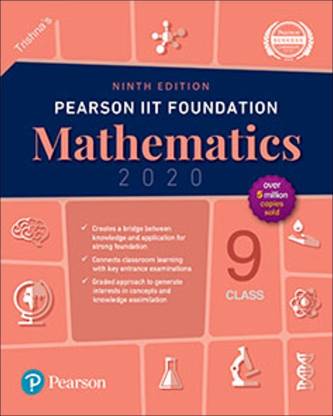 Trishna's
NINTH EDITION
PEARSON IIT FOUNDATION
Mathematics
2020
over
5 million
copies
sold
Creates a bridge between
knowledge and application for
strong foundation
Connects classroom learning
with key entrance examinations
Graded approach to generate
interests in concepts and
knowledge assimilation
9
CLASS
Pearson